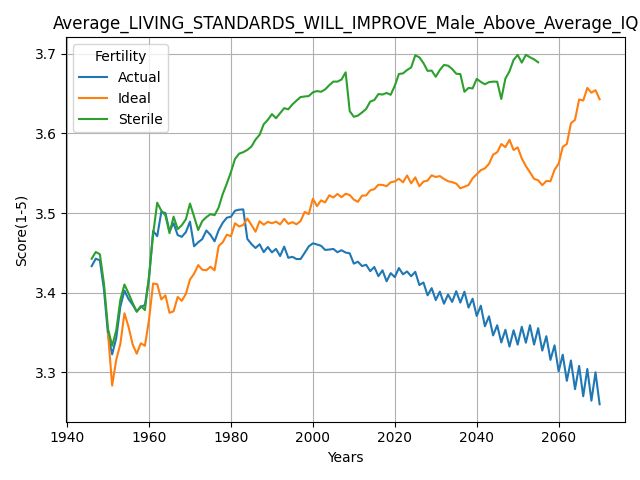 Average_LIVING_STANDARDS_WILL_IMPROVE_Male_Above_Average_IQ
Fertility
Actual
Ideal
Sterile
Score(1-5)
3.7
3.6
3.5
3.4
3.3
1940
1960
1980
2000
2020
2040
2060
Years